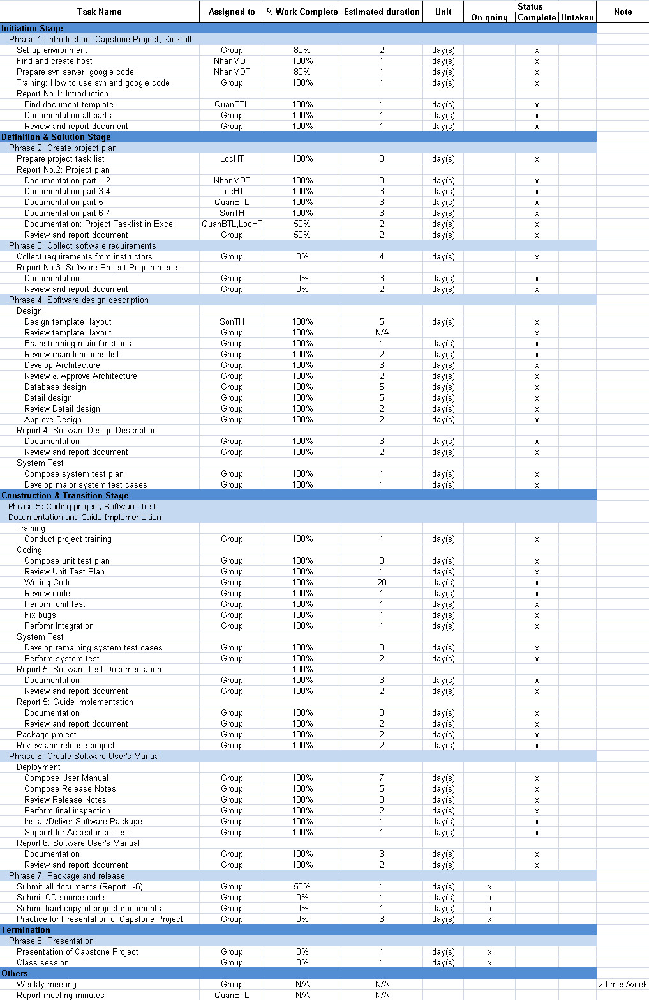 Task Name Assigned to % Work Complete Estimated duration Unit Status Note
On-going Complete Untaken
Initiation Stage
Phrase 1: Introduction: Capstone Project, Kick-off
Set up environment Group 80% 2 day(s) x
Find and create host NhanMDT 100% 1 day(s) x
Prepare svn server, google code NhanMDT 80% 1 day(s) x
Training: How to use svn and google code Group 100% 1 day(s) x
Report No.1: Introduction
Find document template QuanBTL 100% 1 day(s) x
Documentation all parts Group 100% 1 day(s) x
Review and report document Group 100% 1 day(s) x
Definition & Solution Stage
Phrase 2: Create project plan
Prepare project task list LocHT 100% 3 day(s) x
Report No.2: Project plan
Documentation part 1,2 NhanMDT 100% 3 day(s) x
Documentation part 3,4 LocHT 100% 3 day(s) x
Documentation part 5 QuanBTL 100% 3 day(s) x
Documentation part 6,7 SonTH 100% 3 day(s) x
Documentation: Project Tasklist in Excel QuanBTL,LocHT 50% 2 day(s) x
Review and report document Group 50% 2 day(s) x
Phrase 3: Collect software requirements
Collect requirements from instructors Group 0% 4 day(s) x
Report No.3: Software Project Requirements
Documentation Group 0% 3 day(s) x
Review and report document Group 0% 2 day(s) x
Phrase 4: Software design description
Design
Design template, layout SonTH 100% 5 day(s) x
Review template, layout Group 100% N/A x
Brainstorming main functions Group 100% 1 day(s) x
Review main functions list Group 100% 2 day(s) x
Develop Architecture Group 100% 3 day(s) x
Review & Approve Architecture Group 100% 2 day(s) x
Database design Group 100% 5 day(s) x
Detail design Group 100% 5 day(s) x
Review Detail design Group 100% 2 day(s) x
Approve Design Group 100% 2 day(s) x
Report 4: Software Design Description
Documentation Group 100% 3 day(s) x
Review and report document Group 100% 2 day(s) x
System Test
Compose system test plan Group 100% 1 day(s) x
Develop major system test cases Group 100% 1 day(s) x
Construction & Transition Stage
Phrase 5: Coding project, Software Test
Documentation and Guide Implementation
Training
Conduct project training Group 100% 1 day(s) x
Coding
Compose unit test plan Group 100% 3 day(s) x
Review Unit Test Plan Group 100% 1 day(s) x
Writing Code Group 100% 20 day(s) x
Review code Group 100% 1 day(s) x
Perform unit test Group 100% 1 day(s) x
Fix bugs Group 100% 1 day(s) x
Perfomr Integration Group 100% 1 day(s) x
System Test
Develop remaining system test cases Group 100% 3 day(s) x
Perform system test Group 100% 2 day(s) x
Report 5: Software Test Documentation 100%
Documentation Group 100% 3 day(s) x
Review and report document Group 100% 2 day(s) x
Report 5: Guide Implementation
Documentation Group 100% 3 day(s) x
Review and report document Group 100% 2 day(s) x
Package project Group 100% 2 day(s) x
Review and release project Group 100% 2 day(s) x
Phrase 6: Create Software User's Manual
Deployment
Compose User Manual Group 100% 7 day(s) x
Compose Release Notes Group 100% 5 day(s) x
Review Release Notes Group 100% 3 day(s) x
Perform final inspection Group 100% 2 day(s) x
Install/Deliver Software Package Group 100% 1 day(s) x
Support for Acceptance Test Group 100% 1 day(s) x
Report 6: Software User's Manual
Documentation Group 100% 3 day(s) x
Review and report document Group 100% 2 day(s) x
Phrase 7: Package and release
Submit all documents (Report 1-6) Group 50% 1 day(s) x
Submit CD source code Group 0% 1 day(s) x
Submit hard copy of project documents Group 0% 1 day(s) x
Practice for Presentation of Capstone Project Group 0% 3 day(s) x
Termination
Phrase 8: Presentation
Presentation of Capstone Project Group 0% 1 day(s) x
Class session Group 0% 1 day(s) x
Others
Weekly meeting Group N/A N/A 2 times/week
Report meeting minutes QuanBTL N/A N/A